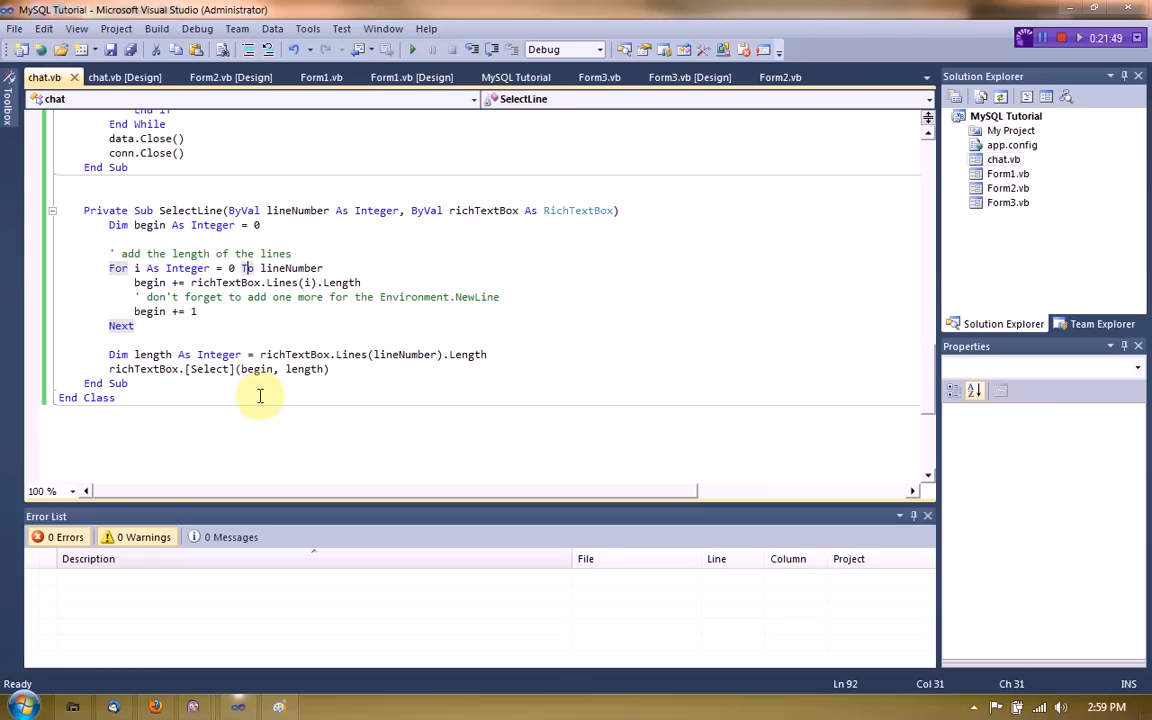 MySQL Tutorial - Microsoft Visual Studio (Administrator)
File Edit View Project Build Debug Team Data Tools Test Window Help
Debug
0:21:49
chat.vb chat.vb [Design] Form2.vb [Design] Form1.vb Form1.vb [Design] MySQL Tutorial Form3.vb Form3.vb [Design] Form2.vb
Toolbox
chat SelectLine
End If
End While
data.Close()
conn.Close()
End Sub
Private Sub SelectLine(ByVal lineNumber As Integer, ByVal richTextBox As RichTextBox)
Dim begin As Integer = 0
' add the length of the lines
For i As Integer = 0 To lineNumber
begin += richTextBox.Lines(i).Length
' don't forget to add one more for the Environment.NewLine
begin += 1
Next
Dim length As Integer = richTextBox.Lines(lineNumber).Length
richTextBox.[Select](begin, length)
End Sub
End Class
100 %
Solution Explorer
MySQL Tutorial
My Project
app.config
chat.vb
Form1.vb
Form2.vb
Form3.vb
Solution Explorer Team Explorer
Properties
Error List
0 Errors 0 Warnings 0 Messages
Description File Line Column Project
Ready Ln 92 Col 31 Ch 31 INS
2:59 PM